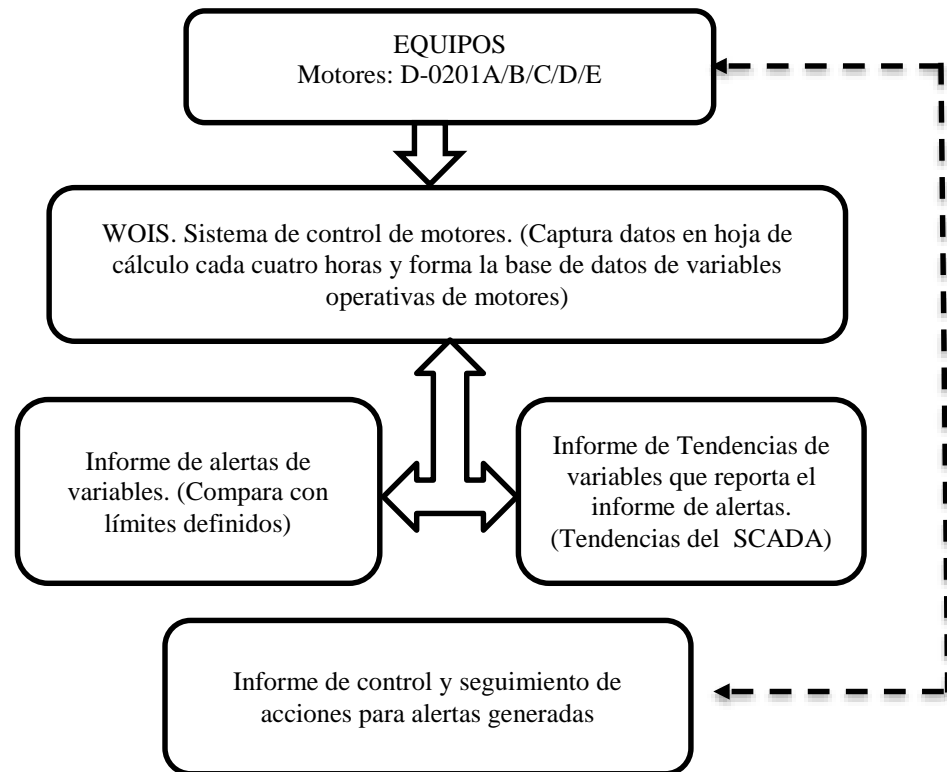 EQUIPOS
Motores: D-0201A/B/C/D/E
WOIS. Sistema de control de motores. (Captura datos en hoja de
cálculo cada cuatro horas y forma la base de datos de variables
operativas de motores)
Informe de alertas de
variables. (Compara con
límites definidos)
Informe de Tendencias de
variables que reporta el
informe de alertas.
(Tendencias del SCADA)
Informe de control y seguimiento de
acciones para alertas generadas